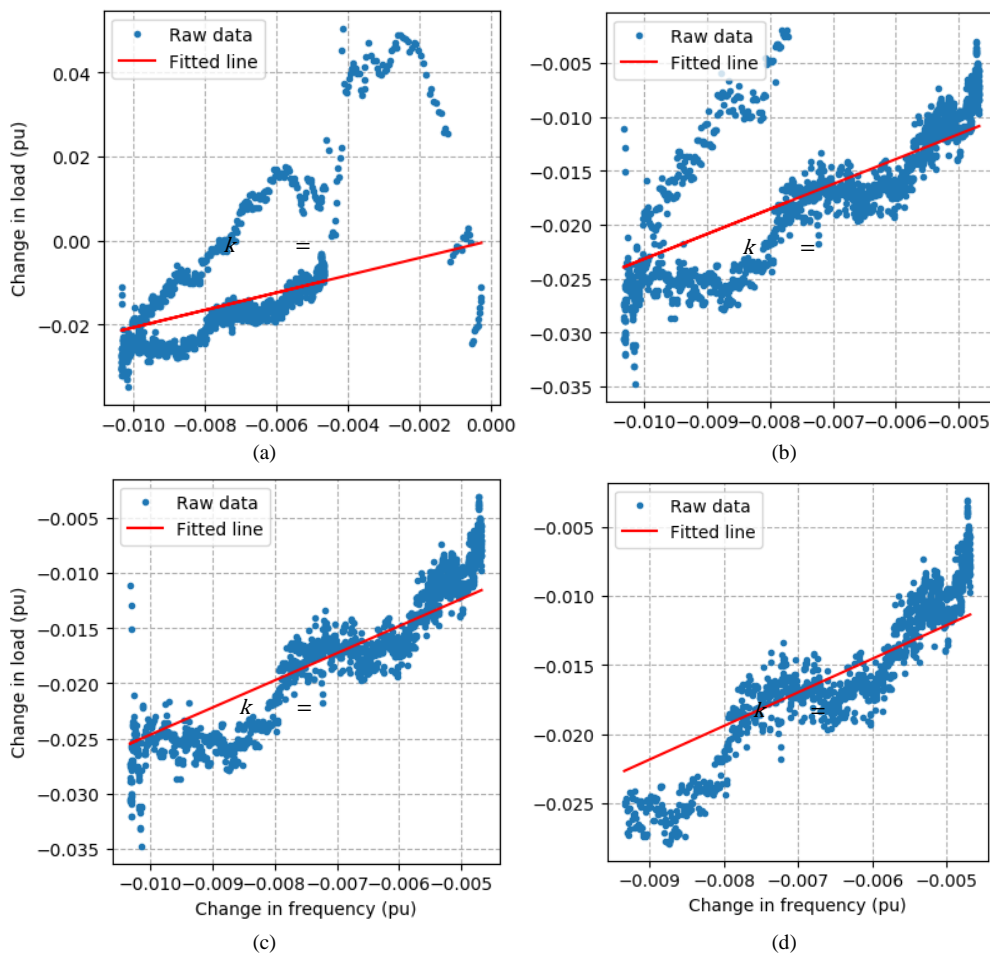 Raw data
Fitted line
Change in load (pu)
0.04
0.02
0.00
−0.02
k =
−0.010 −0.008 −0.006 −0.004 −0.002 0.000
(a)
Raw data
Fitted line
−0.005
−0.010
−0.015
−0.020
−0.025
−0.030
−0.035
k =
−0.010 −0.009 −0.008 −0.007 −0.006 −0.005
(b)
Raw data
Fitted line
Change in load (pu)
−0.005
−0.010
−0.015
−0.020
−0.025
−0.030
−0.035
k =
−0.010 −0.009 −0.008 −0.007 −0.006 −0.005
Change in frequency (pu)
(c)
Raw data
Fitted line
−0.005
−0.010
−0.015
−0.020
−0.025
k =
−0.009 −0.008 −0.007 −0.006 −0.005
Change in frequency (pu)
(d)